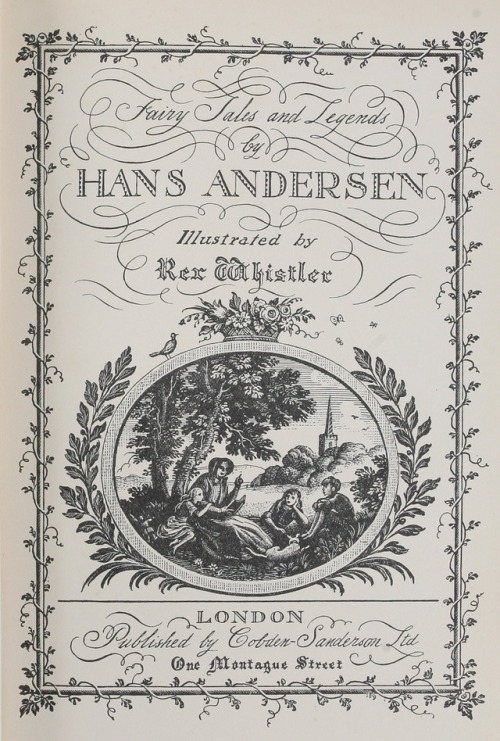 Fairy Tales and Legends
by
HANS ANDERSEN
Illustrated by
Rex Whistler
LONDON
Published by Cobden-Sanderson Ltd
One Montague Street